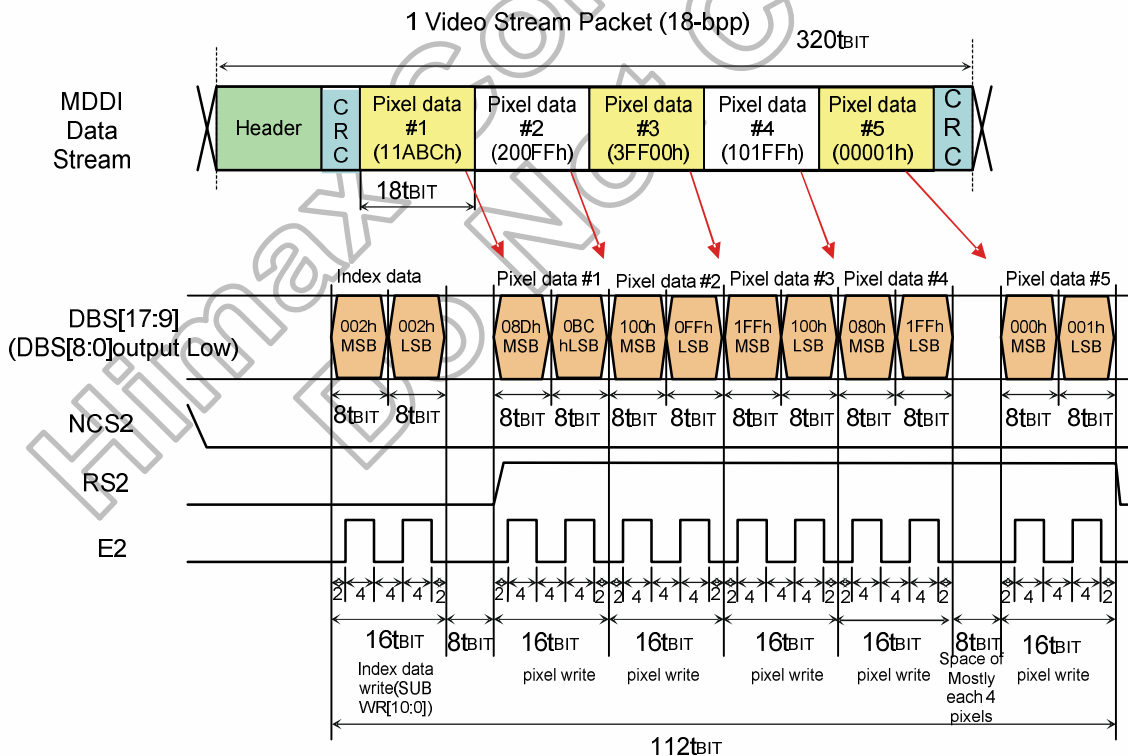 1 Video Stream Packet (18-bpp)
320tBIT
MDDI
Data
Stream
Header
C
R
C
Pixel data
#1
(11ABCh)
Pixel data
#2
(200FFh)
Pixel data
#3
(3FF00h)
Pixel data
#4
(101FFh)
Pixel data
#5
(00001h)
C
R
C
18tBIT
Index data
Pixel data #1
Pixel data #2
Pixel data #3
Pixel data #4
Pixel data #5
DBS[17:9]
(DBS[8:0]output Low)
002h
MSB
002h
LSB
08Dh
MSB
0BC
hLSB
100h
MSB
0FFh
LSB
1FFh
MSB
100h
LSB
080h
MSB
1FFh
LSB
000h
MSB
001h
LSB
8tBIT 8tBIT 8tBIT 8tBIT 8tBIT 8tBIT 8tBIT 8tBIT 8tBIT 8tBIT 8tBIT 8tBIT
NCS2
RS2
E2
2 4 4 4 2 2 4 4 4 2 2 4 4 4 2 2 4 4 4 2 2 4 4 4 2 2 4 4 4 2
16tBIT 8tBIT 16tBIT 16tBIT 16tBIT 16tBIT 8tBIT 16tBIT
Index data
write(SUB
WR[10;0])
pixel write
pixel write
pixel write
pixel write
Space of
Mostly
each 4
pixels
pixel write
112tBIT
Himax Con
Do Not C